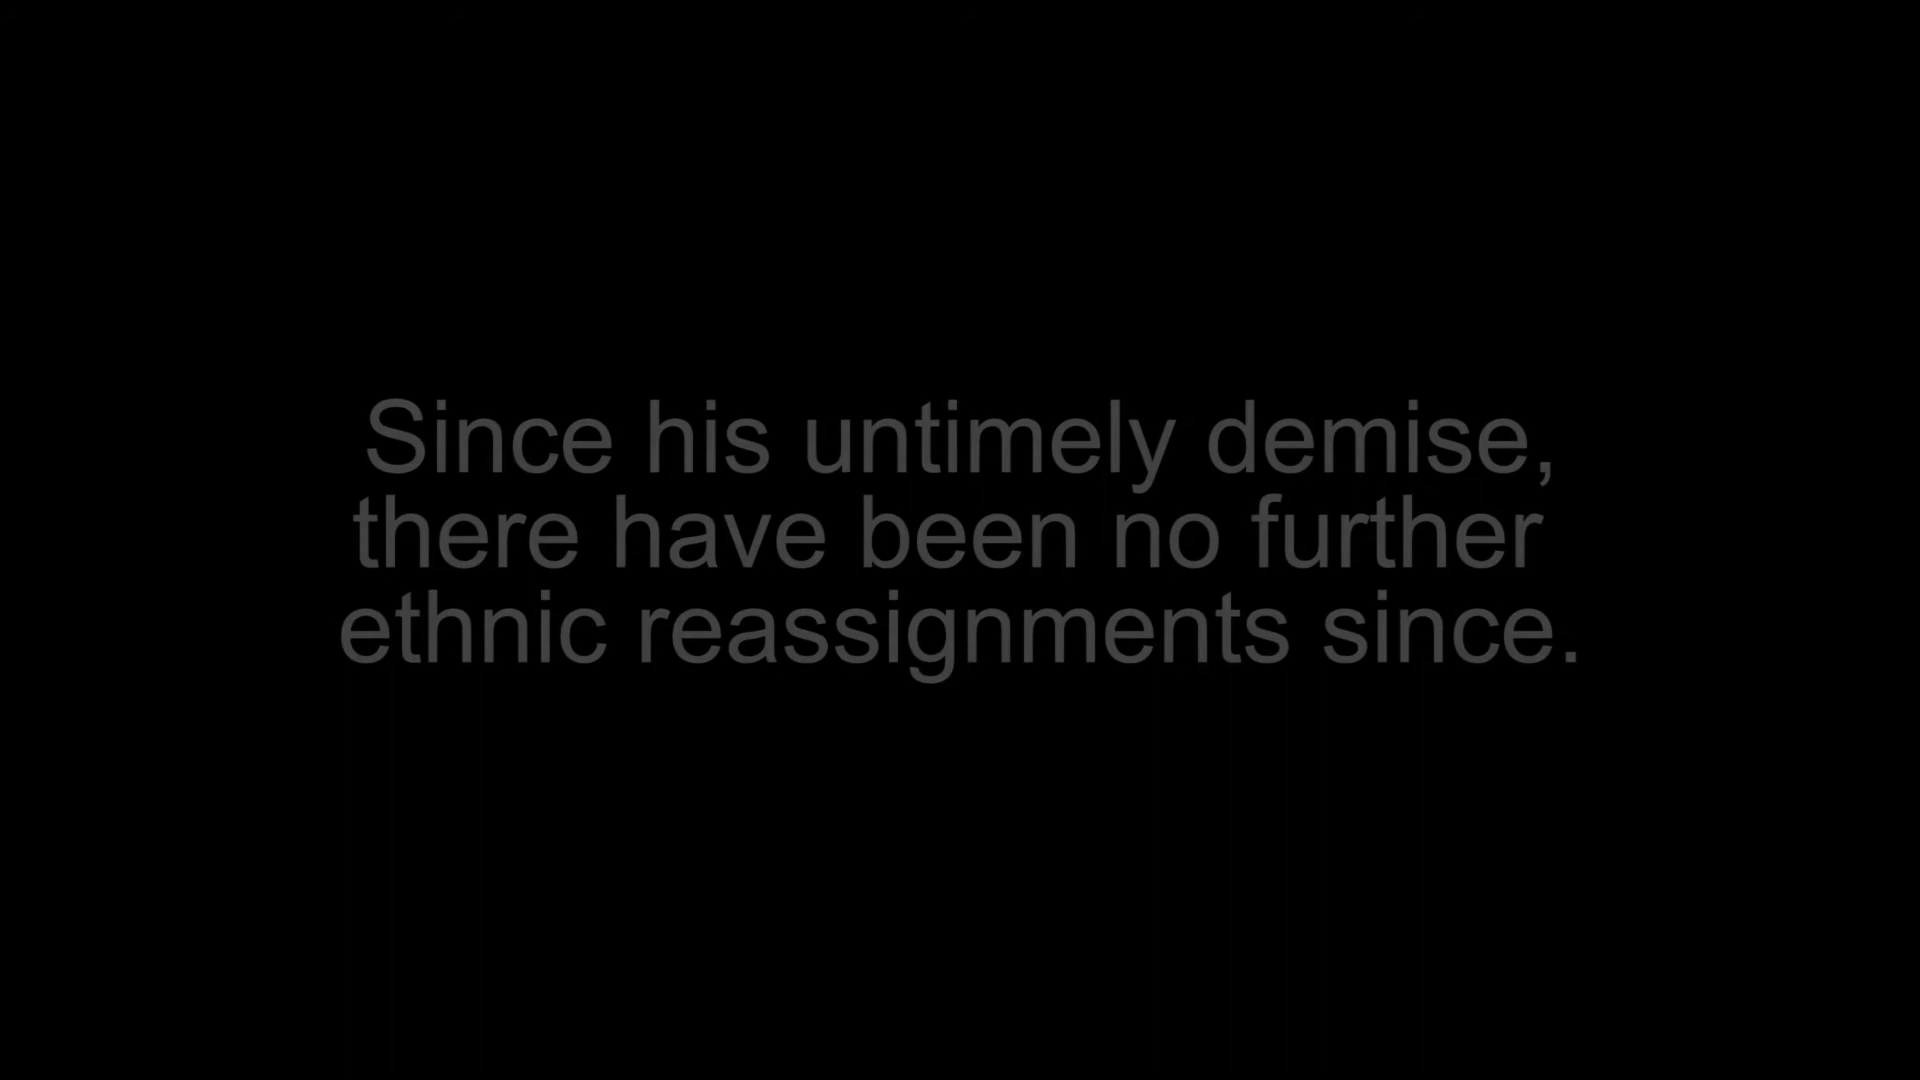 Since his untimely demise,
there have been no further
ethnic reassignments since.